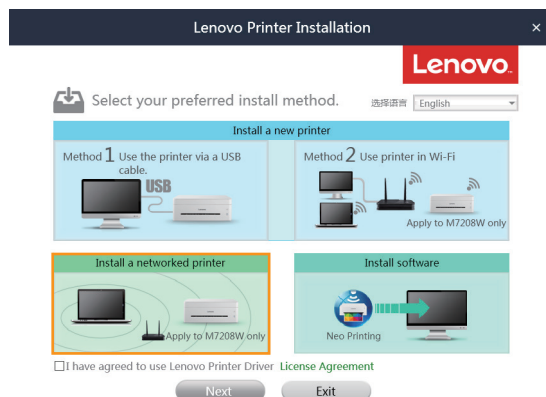 Lenovo Printer Installation ×
Lenovo
Select your preferred install method. 选择语言 English
Install a new printer
Method 1 Use the printer via a USB
cable.
USB
Method 2 Use printer in Wi-Fi
Apply to M7208W only
Install a networked printer
Apply to M7208W only
Install software
Neo Printing
I have agreed to use Lenovo Printer Driver License Agreement
Next Exit